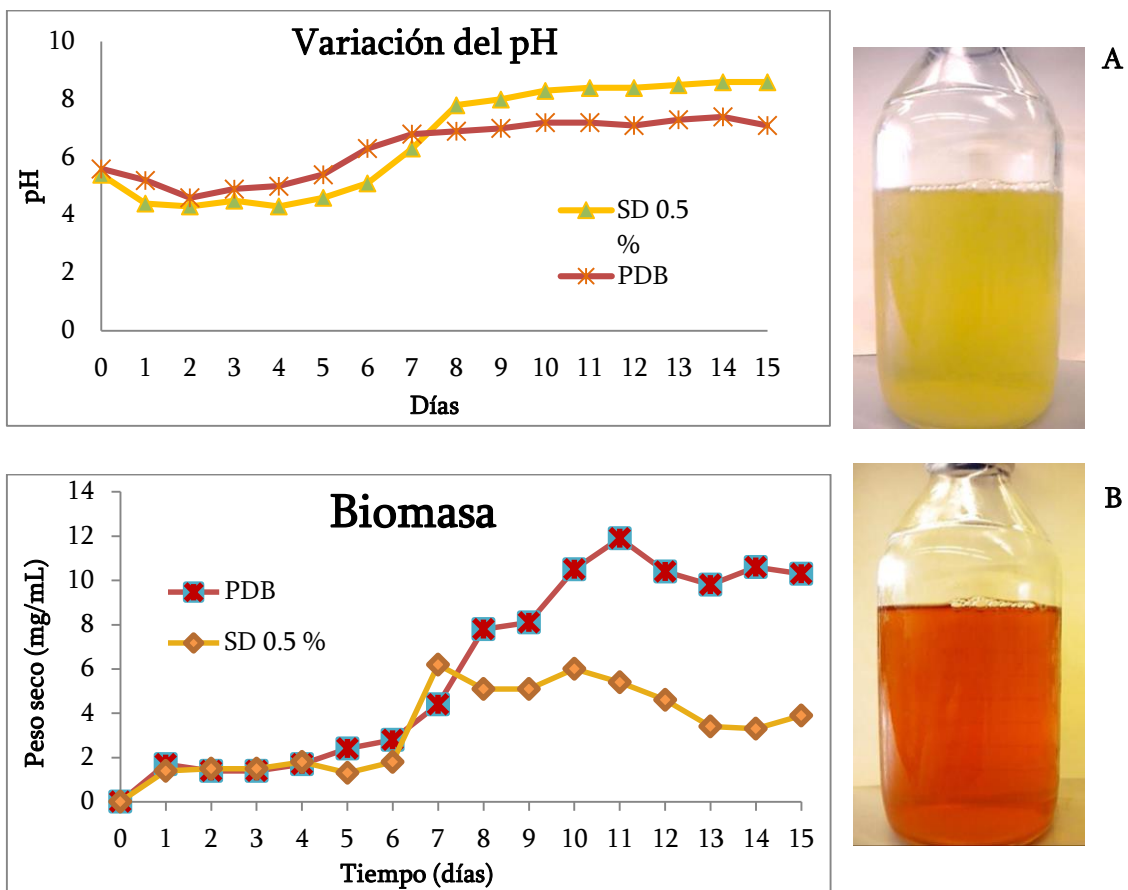 Variación del pH
10
8
6
4
2
0
pH
SD 0.5
%
PDB
0 1 2 3 4 5 6 7 8 9 10 11 12 13 14 15
Días
A
Biomasa
14
12
10
8
6
4
2
0
Peso seco (mg/mL)
PDB
SD 0.5 %
0 1 2 3 4 5 6 7 8 9 10 11 12 13 14 15
Tiempo (días)
B